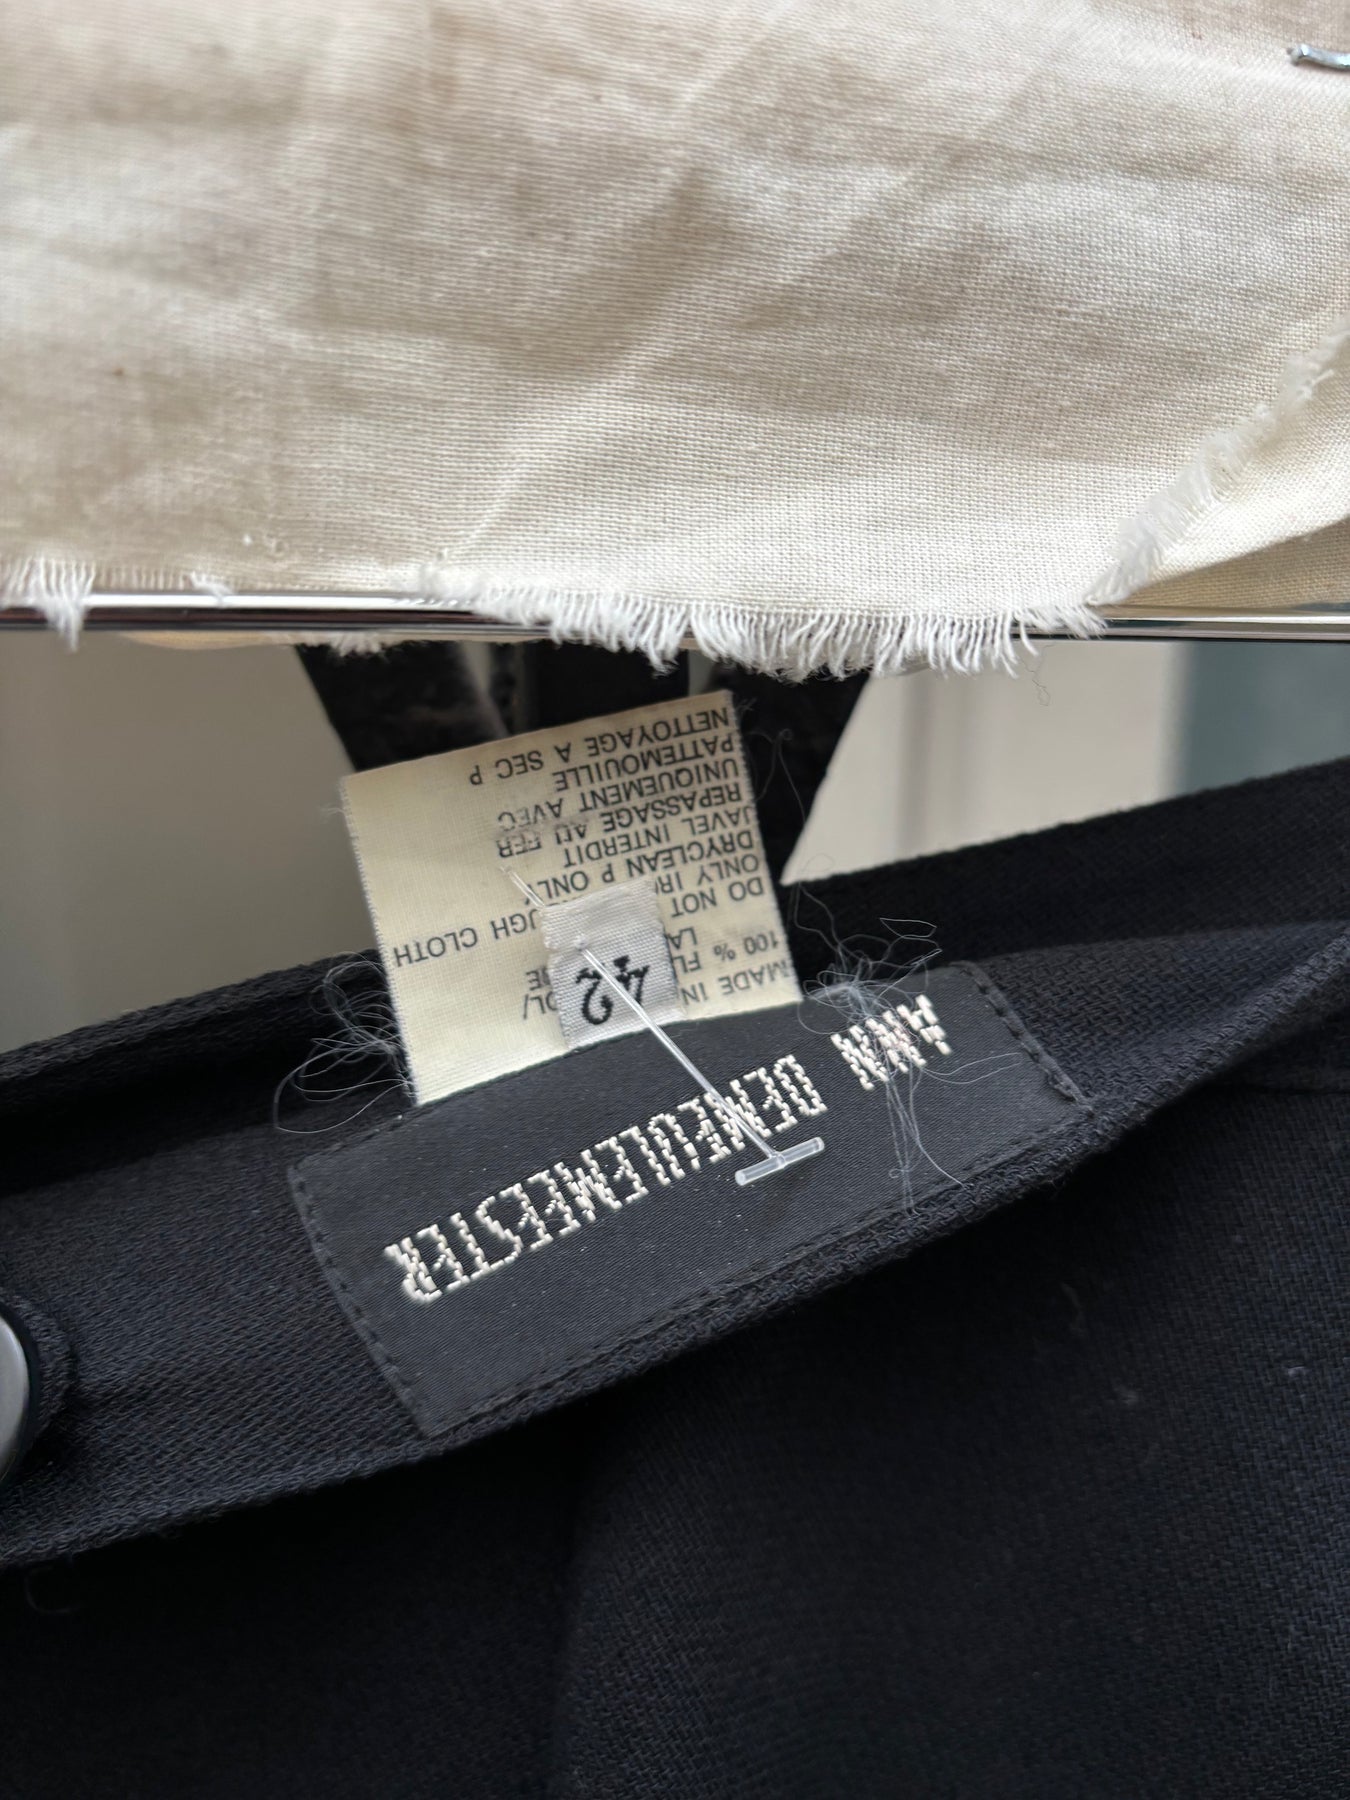 ANN DEMEULEMEESTER
42
MADE IN
100 %
DO NOT
ONLY
DRYCLEAN P ONLY
JAVEL INTERDIT
REPASSAGE AU FER
UNIQUEMENT AVEC
PATTEMOUILLE
NETTOYAGE A SEC P
CLOTH